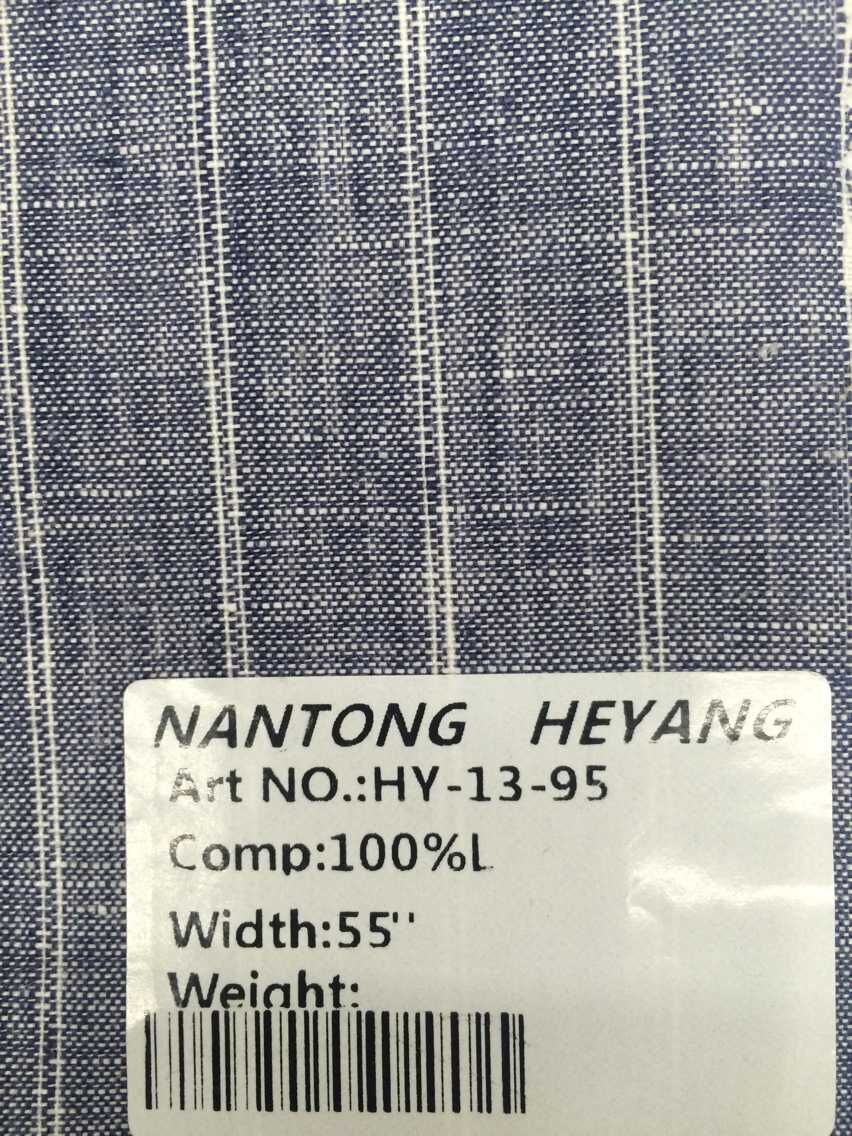 NANTONG HEYANG
Art NO.:HY-13-95
Comp:100%L
Width:55''
Weight: